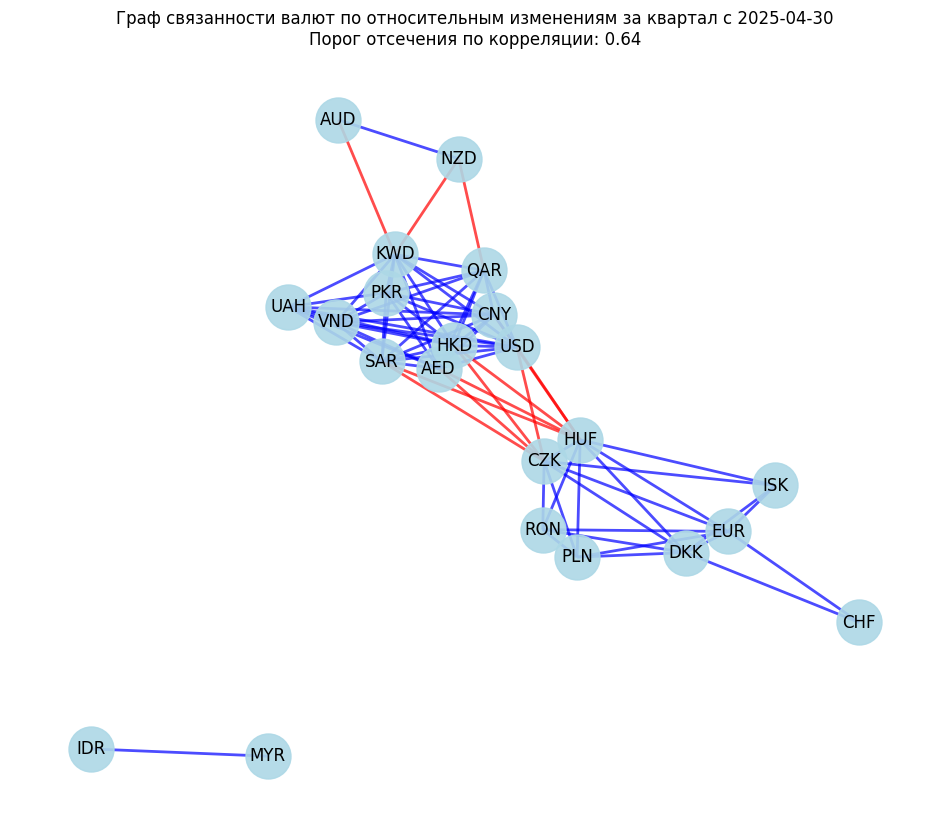 Граф связанности валют по относительным изменениям за квартал с 2025-04-30
Порог отсечения по корреляции: 0.64
AUD
NZD
KWD
QAR
PKR
UAH
CNY
VND
HKD
USD
SAR
AED
HUF
CZK
ISK
RON
EUR
PLN
DKK
CHF
IDR
MYR